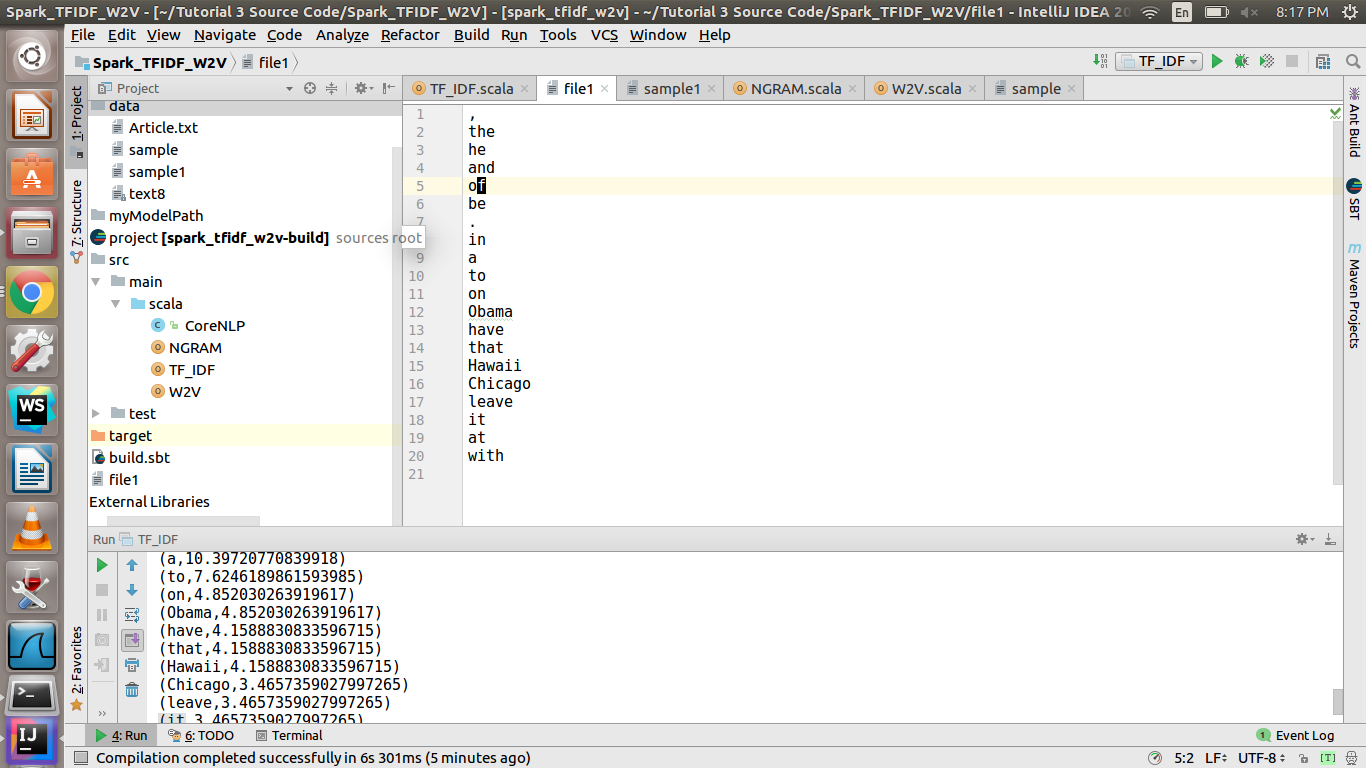 Spark_TFIDF_W2V - [~/Tutorial 3 Source Code/Spark_TFIDF_W2V] - [spark_tfidf_w2v] - ~/Tutorial 3 Source Code/Spark_TFIDF_W2V/file1 - IntelliJ IDEA 20 En 8:17 PM
File Edit View Navigate Code Analyze Refactor Build Run Tools VCS Window Help
Spark_TFIDF_W2V file1 TF_IDF
Project TF_IDF.scala file1 sample1 NGRAM.scala W2V.scala sample
1: Project
7: Structure
2: Favorites
data
Article.txt
sample
sample1
text8
myModelPath
project [spark_tfidf_w2v-build] sources root
src
main
scala
CoreNLP
NGRAM
TF_IDF
W2V
test
target
build.sbt
file1
External Libraries
1 ,
2 the
3 he
4 and
5 of
6 be
7 .
in
9 a
10 to
11 on
12 Obama
13 have
14 that
15 Hawaii
16 Chicago
17 leave
18 it
19 at
20 with
21
Ant Build
SBT
m Maven Projects
WS
IJ
Run TF_IDF
(a,10.39720770839918)
(to,7.6246189861593985)
(on,4.852030263919617)
(Obama,4.852030263919617)
(have,4.1588830833596715)
(that,4.1588830833596715)
(Hawaii,4.1588830833596715)
(Chicago,3.4657359027997265)
(leave,3.4657359027997265)
(it,3.4657359027997265)
4: Run 6: TODO Terminal 1 Event Log
Compilation completed successfully in 6s 301ms (5 minutes ago) 5:2 LF UTF-8 [T]